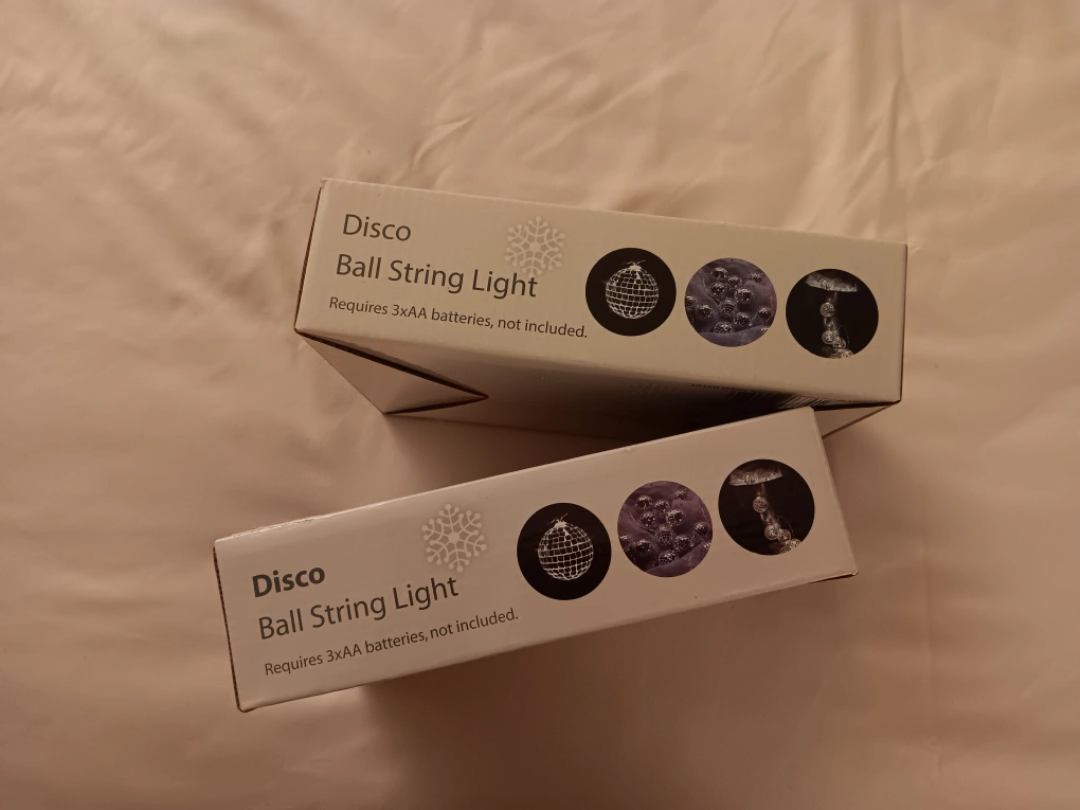 Disco
Ball String Light
Requires 3xAA batteries, not included.
Disco
Ball String Light
Requires 3xAA batteries, not included.